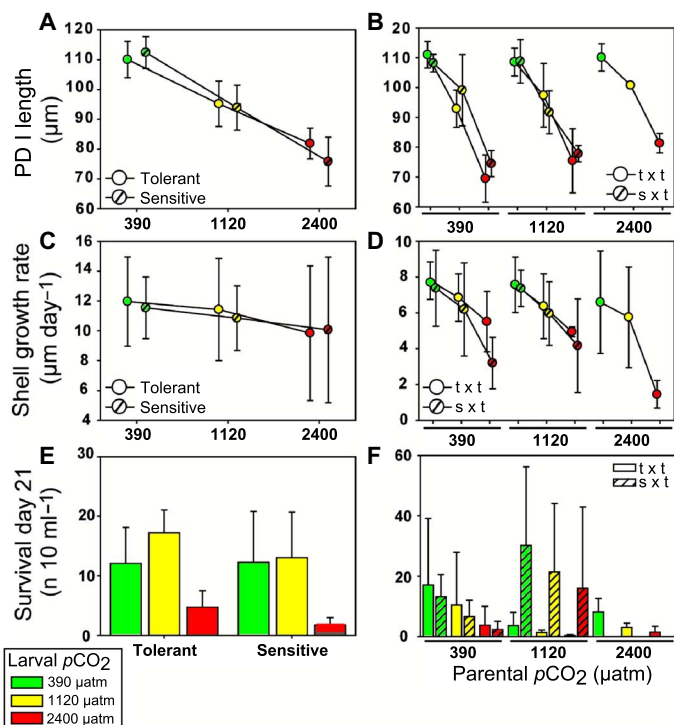 A
B
PD I length
(µm)
120
110
100
90
80
70
60
Tolerant
Sensitive
390
1120
2400
20
110
100
90
80
70
60
t x t
s x t
390
1120
2400
C
D
Shell growth rate
(µm day–1)
16
14
12
10
8
6
4
Tolerant
Sensitive
390
1120
2400
10
8
6
4
2
0
t x t
s x t
390
1120
2400
E
F
Survival day 21
(n 10 ml–1)
30
20
10
0
Tolerant
Sensitive
60
40
20
0
t x t
s x t
390
1120
2400
Parental pCO2 (µatm)
Larval pCO2
390 µatm
1120 µatm
2400 µatm